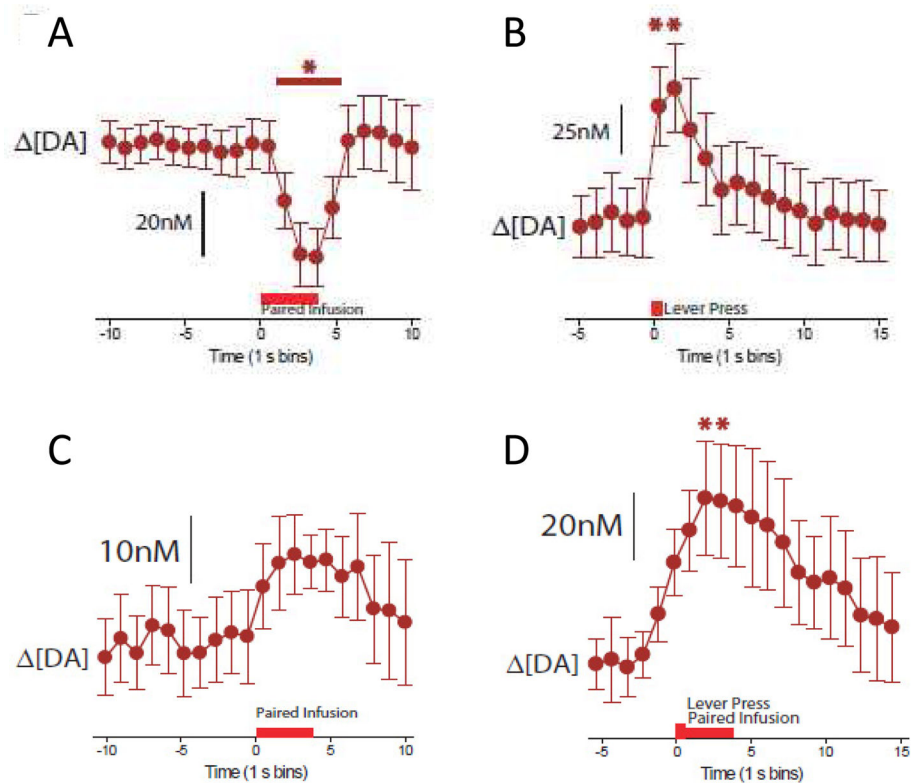 A
*
Δ[DA]
20nM
Paired Infusion
-10 -5 0 5 10
Time (1 s bins)
B
**
25nM
Δ[DA]
Lever Press
-5 0 5 10 15
Time (1 s bins)
C
10nM
Δ[DA]
Paired Infusion
-10 -5 0 5 10
Time (1 s bins)
D
**
20nM
Δ[DA]
Lever Press
Paired Infusion
-5 0 5 10 15
Time (1 s bins)